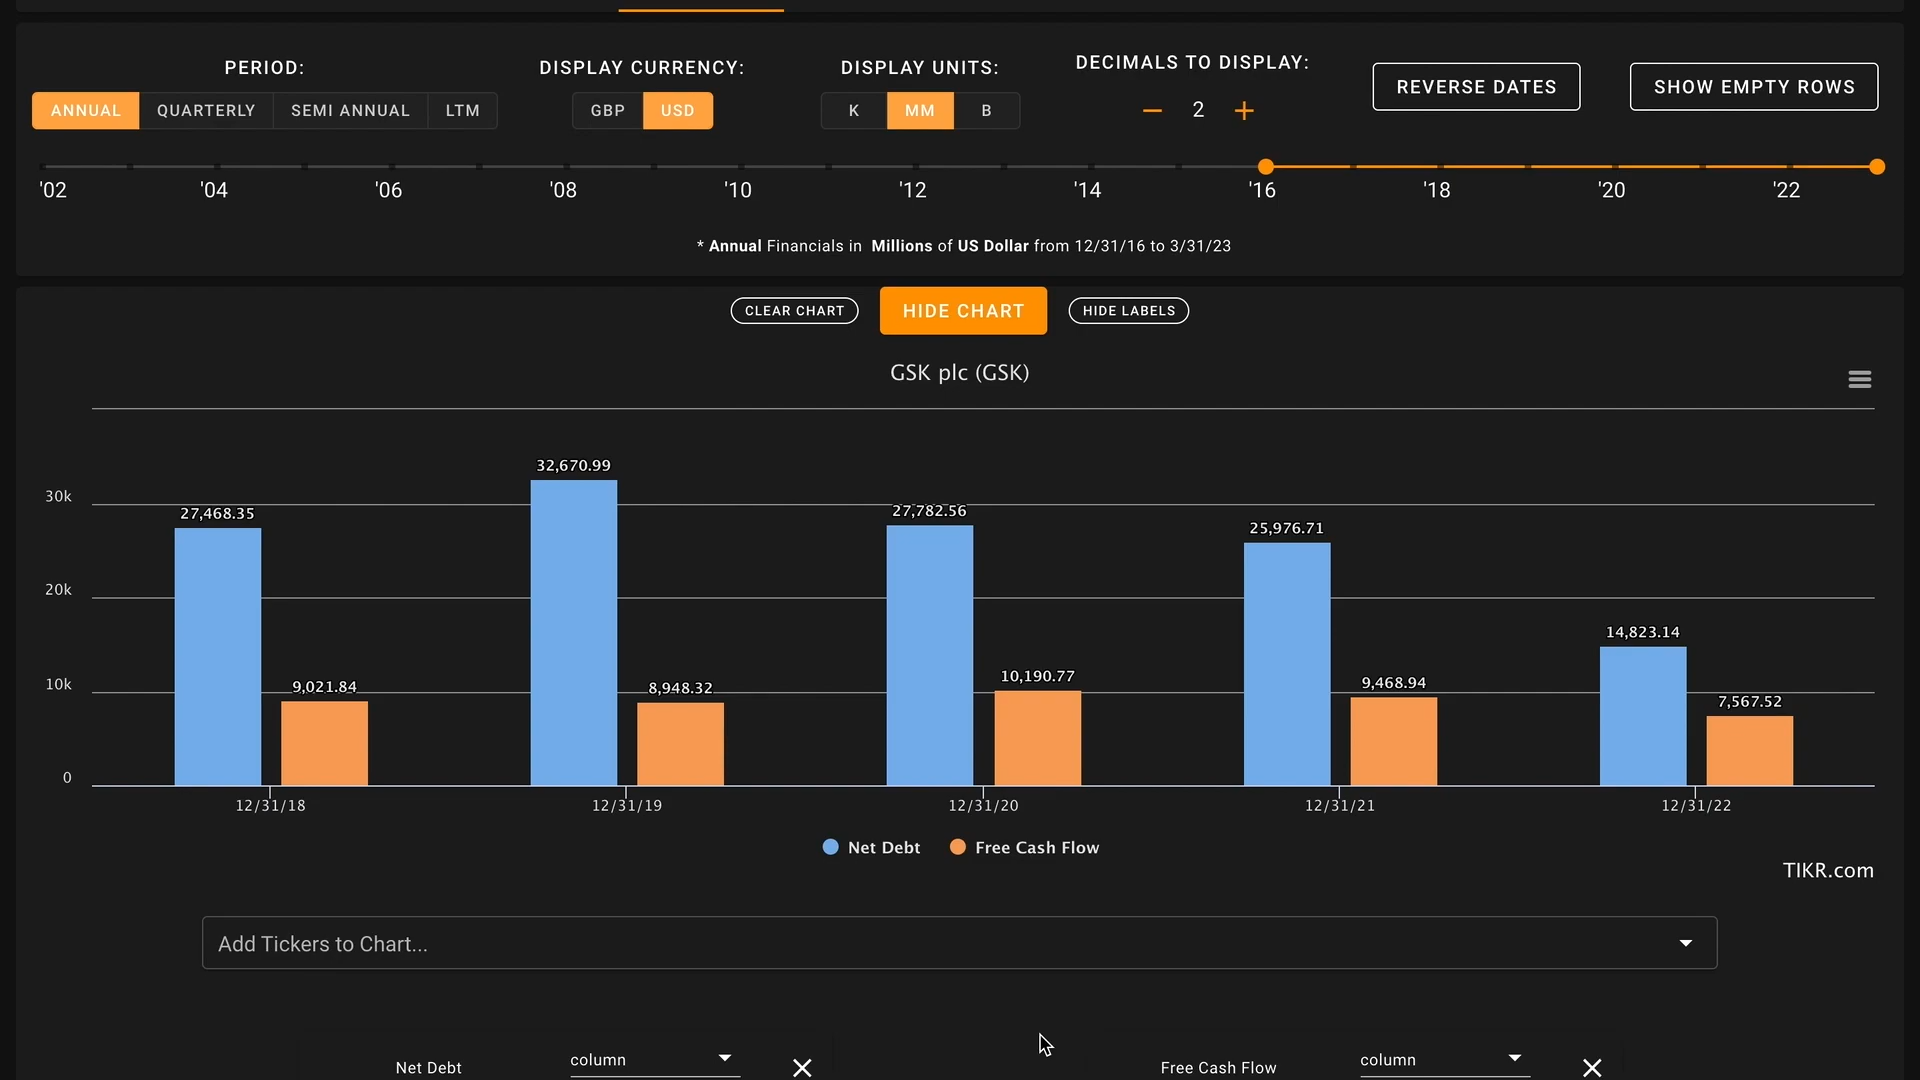 PERIOD:
ANNUAL QUARTERLY SEMI ANNUAL LTM
DISPLAY CURRENCY:
GBP USD
DISPLAY UNITS:
K MM B
DECIMALS TO DISPLAY:
− 2 +
REVERSE DATES
SHOW EMPTY ROWS
'02 '04 '06 '08 '10 '12 '14 '16 '18 '20 '22
* Annual Financials in Millions of US Dollar from 12/31/16 to 3/31/23
CLEAR CHART HIDE CHART HIDE LABELS
GSK plc (GSK)
32,670.99
30k
27,468.35 27,782.56 25,976.71
20k
14,823.14
10k
9,021.84 8,948.32 10,190.77 9,468.94 7,567.52
0
12/31/18 12/31/19 12/31/20 12/31/21 12/31/22
Net Debt Free Cash Flow
TIKR.com
Add Tickers to Chart...
Net Debt column Free Cash Flow column